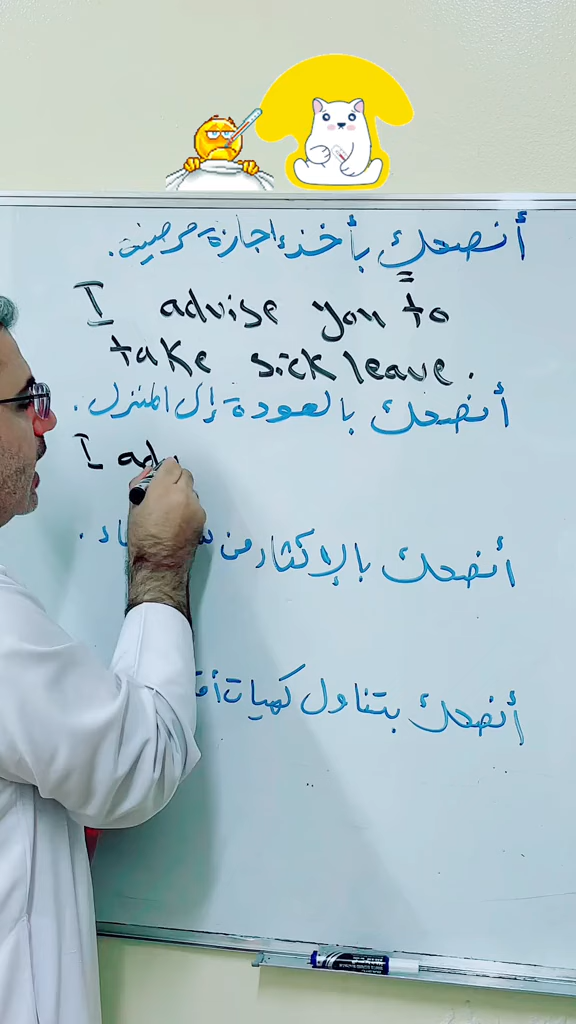 أنصحك بأخذ اجازة مرضية.
I advise you to
take sick leave.
أنصحك بالعودة إلى المنزل.
I ad
أنصحك بالإكثار من
أنصحك بتناول كميات